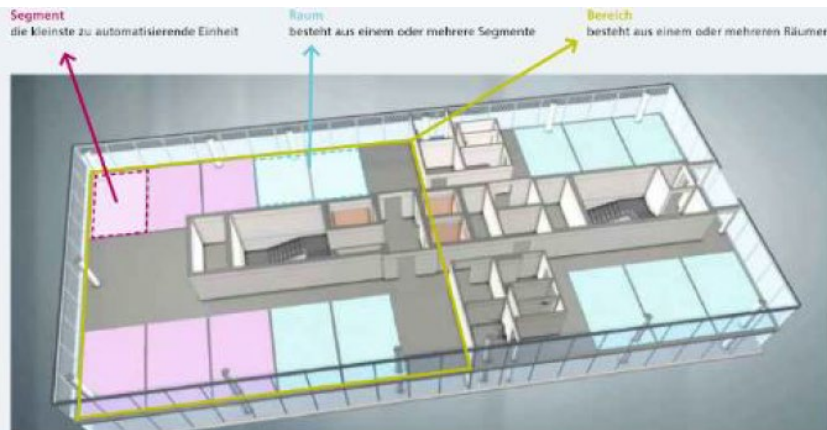 Segment
die kleinste zu automatisierende Einheit
Raum
besteht aus einem oder mehrere Segmente
Bereich
besteht aus einem oder mehreren Räumen